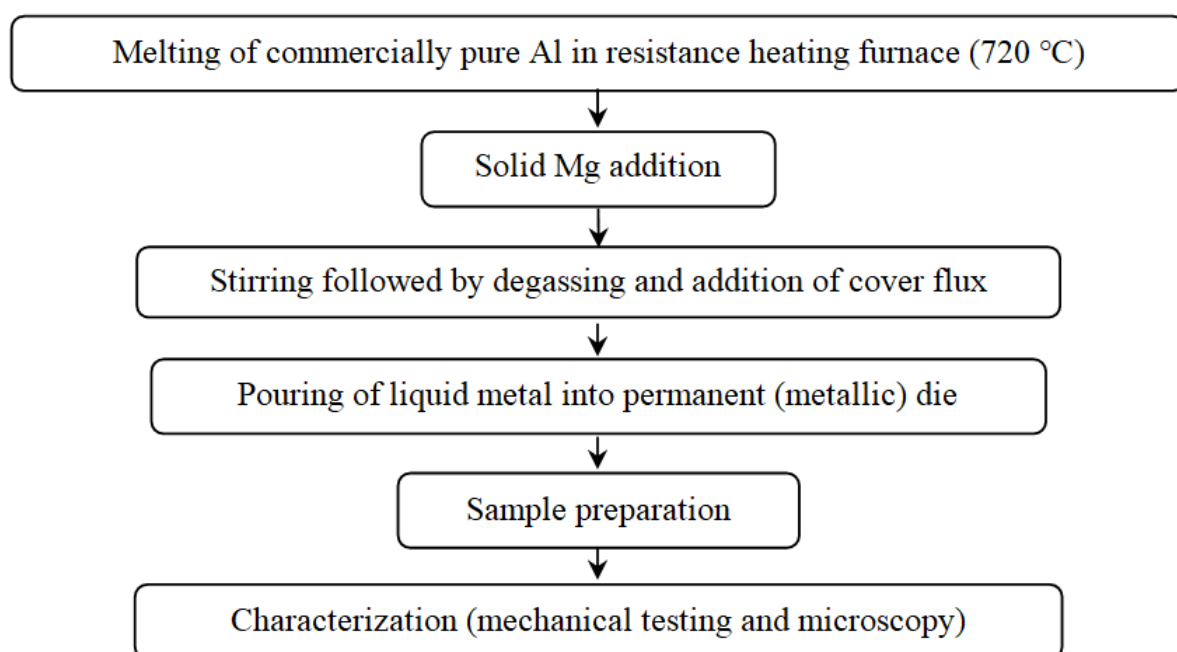 Melting of commercially pure Al in resistance heating furnace (720 °C)
Solid Mg addition
Stirring followed by degassing and addition of cover flux
Pouring of liquid metal into permanent (metallic) die
Sample preparation
Characterization (mechanical testing and microscopy)